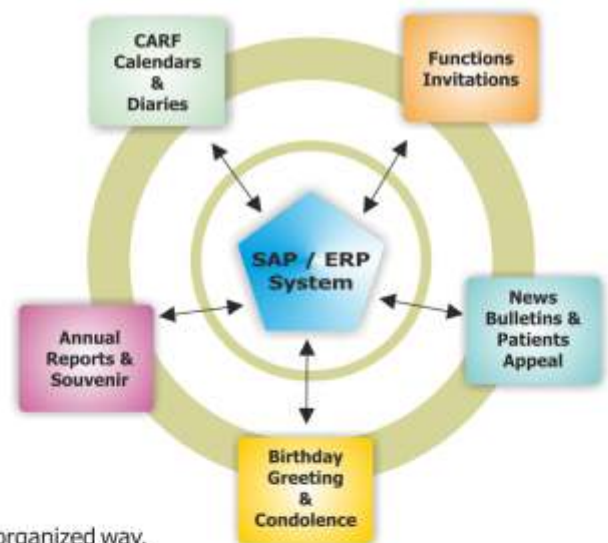 CARF
Calendars
&
Diaries
Functions
Invitations
SAP / ERP
System
News
Bulletins &
Patients
Appeal
Annual
Reports &
Souvenir
Birthday
Greeting
&
Condolence
organized way.